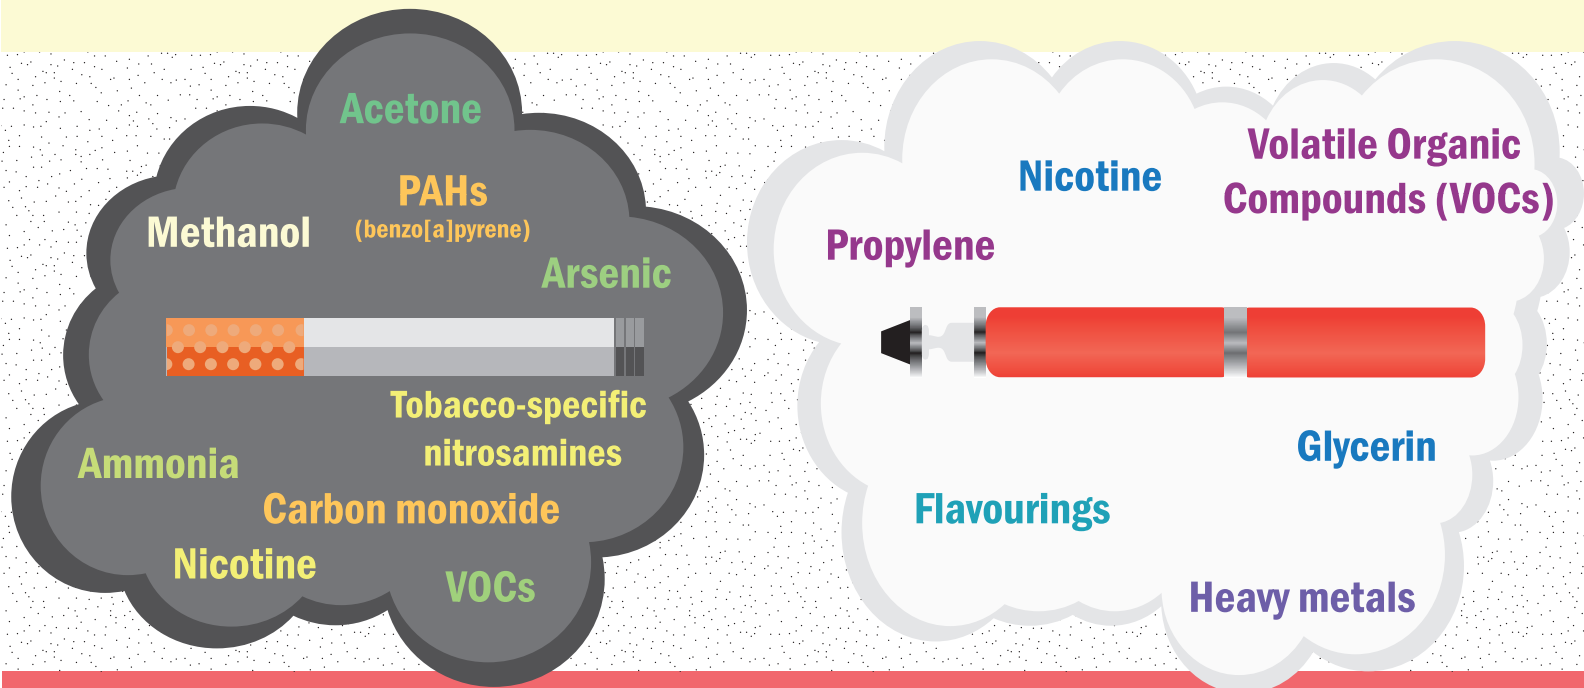 Acetone
PAHs
(benzo[a]pyrene)
Methanol
Arsenic
Tobacco-specific
nitrosamines
Ammonia
Carbon monoxide
Nicotine
VOCs
Nicotine
Volatile Organic
Compounds (VOCs)
Propylene
Glycerin
Flavourings
Heavy metals